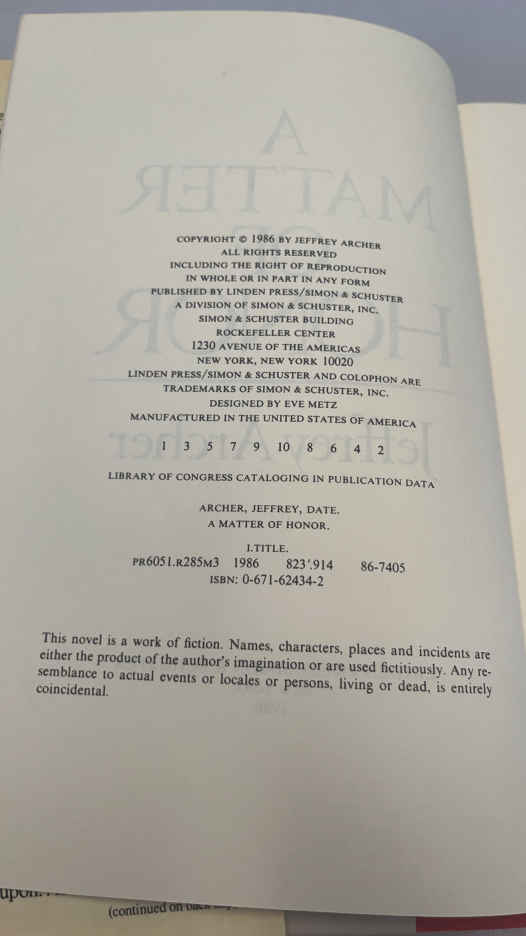 COPYRIGHT © 1986 BY JEFFREY ARCHER
ALL RIGHTS RESERVED
INCLUDING THE RIGHT OF REPRODUCTION
IN WHOLE OR IN PART IN ANY FORM
PUBLISHED BY LINDEN PRESS/SIMON & SCHUSTER
A DIVISION OF SIMON & SCHUSTER, INC.
SIMON & SCHUSTER BUILDING
ROCKEFELLER CENTER
1230 AVENUE OF THE AMERICAS
NEW YORK, NEW YORK 10020
LINDEN PRESS/SIMON & SCHUSTER AND COLOPHON ARE
TRADEMARKS OF SIMON & SCHUSTER, INC.
DESIGNED BY EVE METZ
MANUFACTURED IN THE UNITED STATES OF AMERICA
1 3 5 7 9 10 8 6 4 2
LIBRARY OF CONGRESS CATALOGING IN PUBLICATION DATA
ARCHER, JEFFREY, DATE.
A MATTER OF HONOR.
I.TITLE.
PR6051.R285M3 1986 823'.914 86-7405
ISBN: 0-671-62434-2
This novel is a work of fiction. Names, characters, places and incidents are
either the product of the author's imagination or are used fictitiously. Any re-
semblance to actual events or locales or persons, living or dead, is entirely
coincidental.
upon.
(continued on back